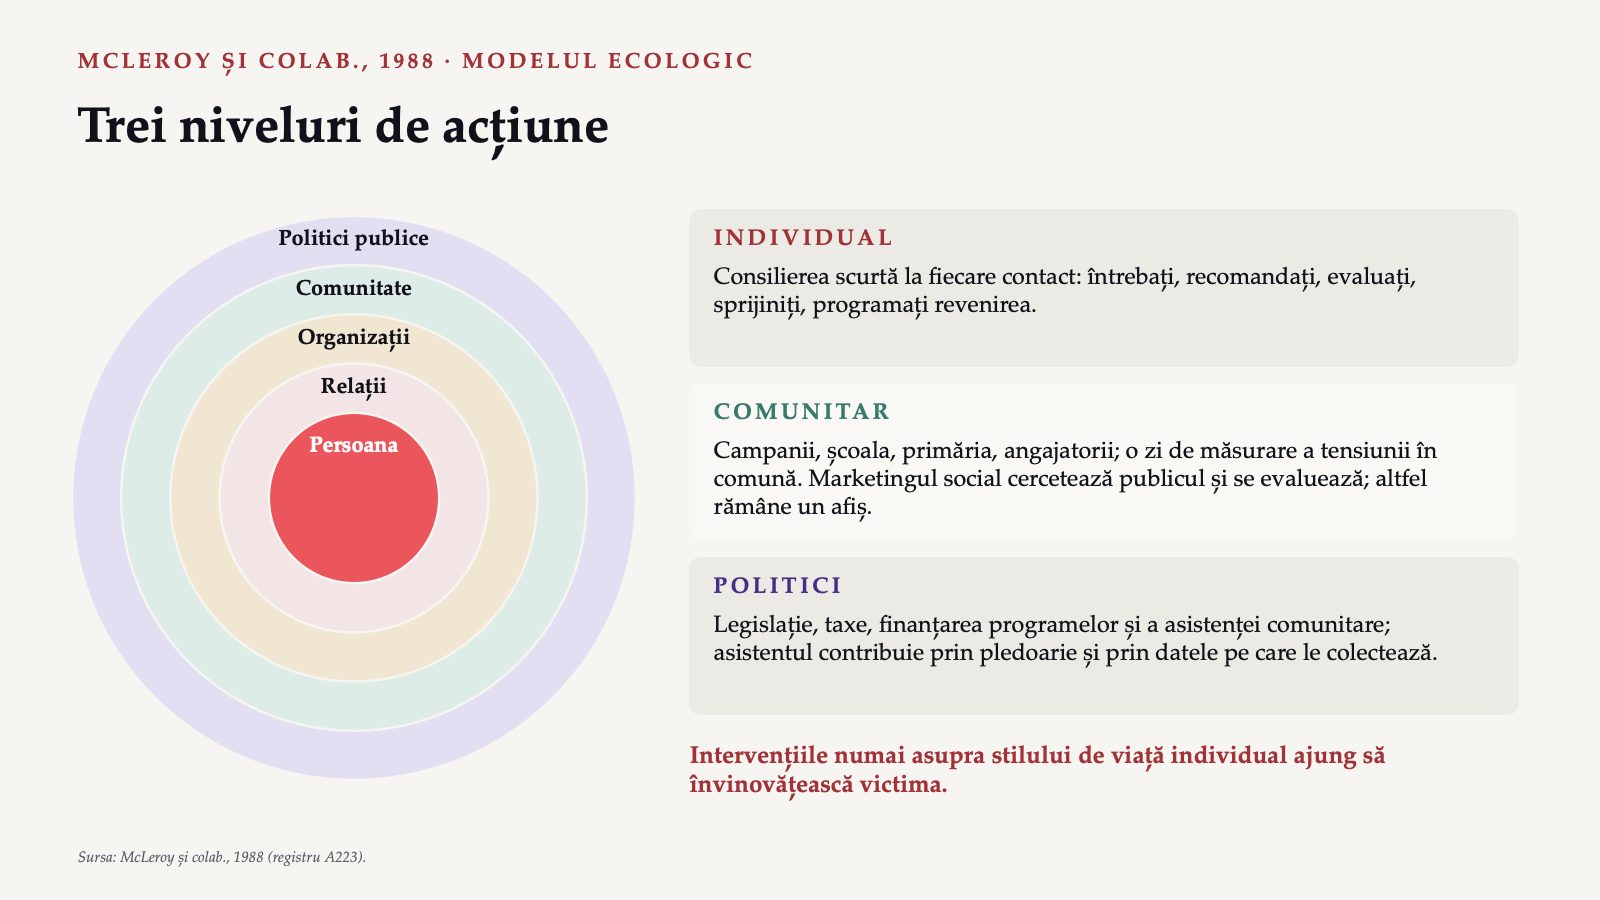 MCLEROY ȘI COLAB., 1988 · MODELUL ECOLOGIC
Trei niveluri de acțiune
Politici publice
Comunitate
Organizații
Relații
Persoana
INDIVIDUAL
Consilierea scurtă la fiecare contact: întrebați, recomandați, evaluați,
sprijiniți, programați revenirea.
COMUNITAR
Campanii, școala, primăria, angajatorii; o zi de măsurare a tensiunii în
comună. Marketingul social cercetează publicul și se evaluează; altfel
rămâne un afiș.
POLITICI
Legislație, taxe, finanțarea programelor și a asistenței comunitare;
asistentul contribuie prin pledoarie și prin datele pe care le colectează.
Intervențiile numai asupra stilului de viață individual ajung să
învinovățească victima.
Sursa: McLeroy și colab., 1988 (registru A223).